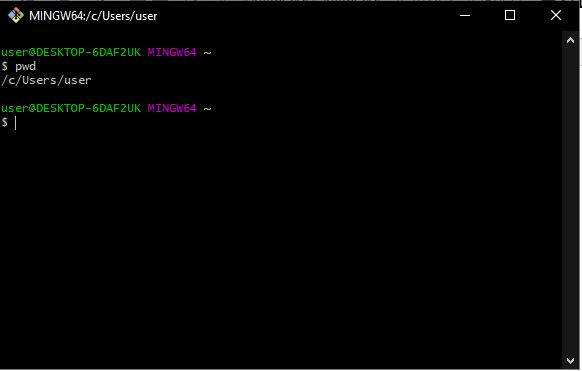 MINGW64:/c/Users/user
user@DESKTOP-6DAF2UK MINGW64 ~
$ pwd
/c/Users/user
user@DESKTOP-6DAF2UK MINGW64 ~
$